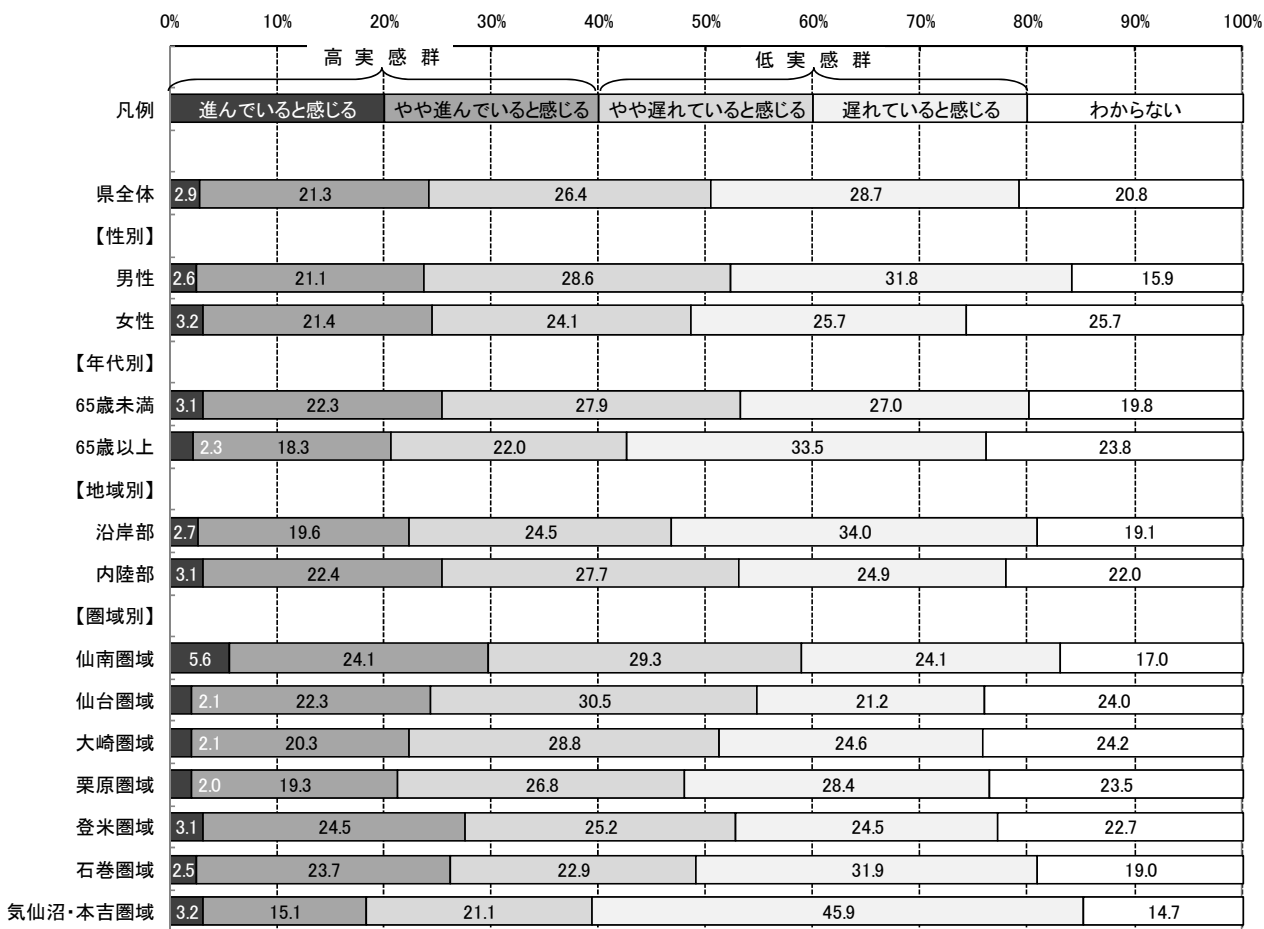 0% 10% 20% 30% 40% 50% 60% 70% 80% 90% 100%
高実感群 低実感群
凡例 進んでいると感じる やや進んでいると感じる やや遅れていると感じる 遅れていると感じる わからない
県全体 2.9 21.3 26.4 28.7 20.8
【性別】
男性 2.6 21.1 28.6 31.8 15.9
女性 3.2 21.4 24.1 25.7 25.7
【年代別】
65歳未満 3.1 22.3 27.9 27.0 19.8
65歳以上 2.3 18.3 22.0 33.5 23.8
【地域別】
沿岸部 2.7 19.6 24.5 34.0 19.1
内陸部 3.1 22.4 27.7 24.9 22.0
【圏域別】
仙南圏域 5.6 24.1 29.3 24.1 17.0
仙台圏域 2.1 22.3 30.5 21.2 24.0
大崎圏域 2.1 20.3 28.8 24.6 24.2
栗原圏域 2.0 19.3 26.8 28.4 23.5
登米圏域 3.1 24.5 25.2 24.5 22.7
石巻圏域 2.5 23.7 22.9 31.9 19.0
気仙沼・本吉圏域 3.2 15.1 21.1 45.9 14.7